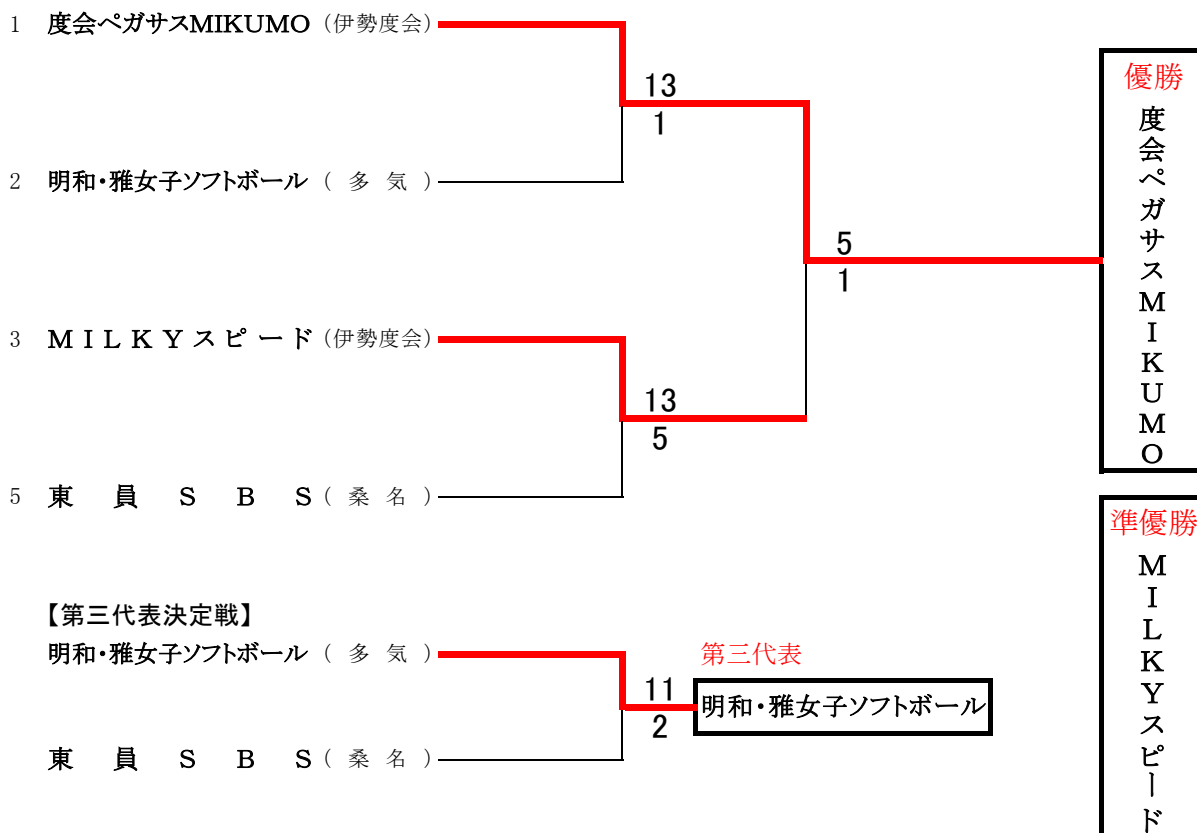 1 度会ペガサスMIKUMO (伊勢度会)
13
1
2 明和・雅女子ソフトボール ( 多 気 )
5
1
3 MILKYスピード (伊勢度会)
13
5
5 東 員 S B S ( 桑 名 )
優勝
度会ペガサスMIKUMO
準優勝
MILKYスピード
【第三代表決定戦】
明和・雅女子ソフトボール ( 多 気 )
11
2
東 員 S B S ( 桑 名 )
第三代表
明和・雅女子ソフトボール